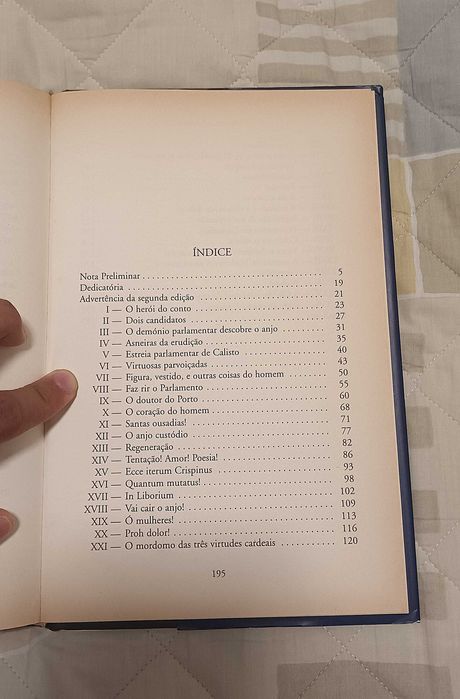 ÍNDICE
Nota Preliminar . . . . . . . . . . . . . . . . . . . . . . . . . . . . . . . . . . 5
Dedicatória . . . . . . . . . . . . . . . . . . . . . . . . . . . . . . . . . . . . . 19
Advertência da segunda edição . . . . . . . . . . . . . . . . . . . . . . . . 21
I — O herói do conto . . . . . . . . . . . . . . . . . . . . . . . . . . . . 23
II — Dois candidatos . . . . . . . . . . . . . . . . . . . . . . . . . . . . . 27
III — O demónio parlamentar descobre o anjo . . . . . . . . . . . 31
IV — Asneiras da erudição . . . . . . . . . . . . . . . . . . . . . . . . . 35
V — Estreia parlamentar de Calisto . . . . . . . . . . . . . . . . . . 40
VI — Virtuosas parvoiçadas . . . . . . . . . . . . . . . . . . . . . . . . 43
VII — Figura, vestido, e outras coisas do homem . . . . . . . . . . 50
VIII — Faz rir o Parlamento . . . . . . . . . . . . . . . . . . . . . . . . . 55
IX — O doutor do Porto . . . . . . . . . . . . . . . . . . . . . . . . . . . 60
X — O coração do homem . . . . . . . . . . . . . . . . . . . . . . . . . 68
XI — Santas ousadias! . . . . . . . . . . . . . . . . . . . . . . . . . . . . 71
XII — O anjo custódio . . . . . . . . . . . . . . . . . . . . . . . . . . . . . 77
XIII — Regeneração . . . . . . . . . . . . . . . . . . . . . . . . . . . . . . . 82
XIV — Tentação! Amor! Poesia! . . . . . . . . . . . . . . . . . . . . . . . 86
XV — Ecce iterum Crispinus . . . . . . . . . . . . . . . . . . . . . . . . 93
XVI — Quantum mutatus! . . . . . . . . . . . . . . . . . . . . . . . . . . 98
XVII — In Liborium . . . . . . . . . . . . . . . . . . . . . . . . . . . . . . . 102
XVIII — Vai cair o anjo! . . . . . . . . . . . . . . . . . . . . . . . . . . . . . 109
XIX — Ó mulheres! . . . . . . . . . . . . . . . . . . . . . . . . . . . . . . . 113
XX — Proh dolor! . . . . . . . . . . . . . . . . . . . . . . . . . . . . . . . . 116
XXI — O mordomo das três virtudes cardeais . . . . . . . . . . . . 120
195